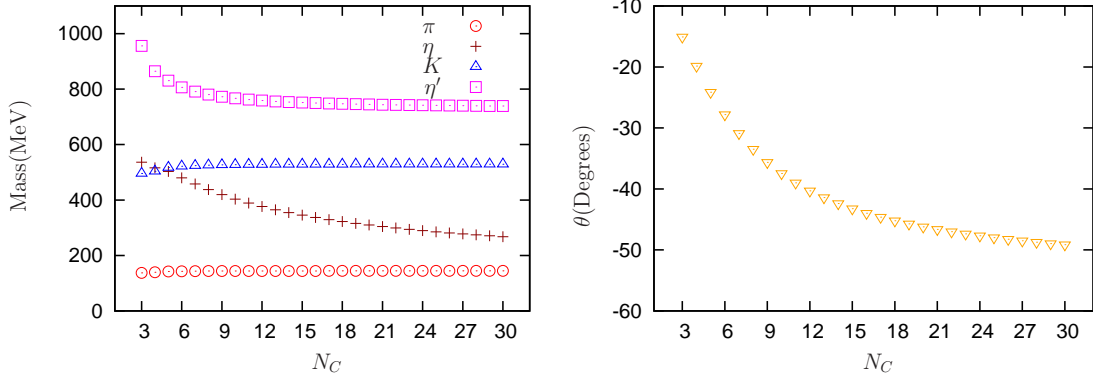 1000
800
600
400
200
0
Mass(MeV)
π
η
K
η′
3 6 9 12 15 18 21 24 27 30
N_C
-10
-20
-30
-40
-50
-60
θ(Degrees)
3 6 9 12 15 18 21 24 27 30
N_C